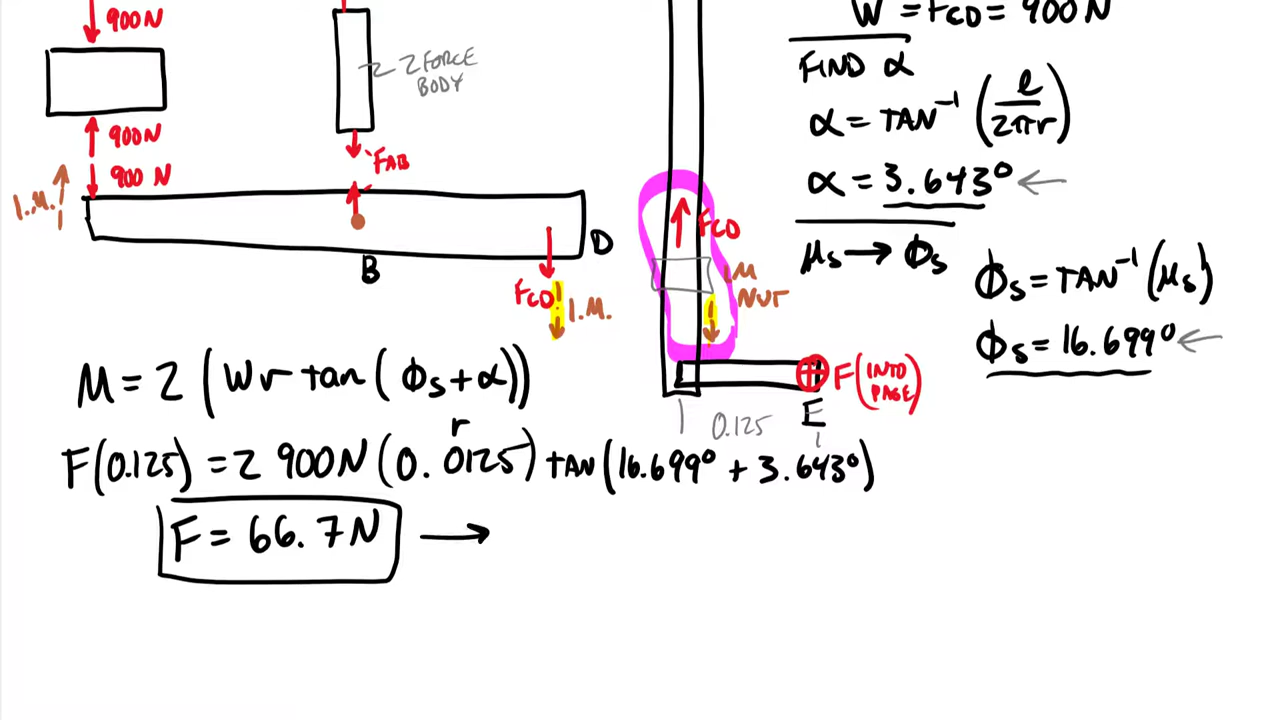 900N
900N
900 N
I.M.
2 FORCE
BODY
FAB
B
D
FCD
I.M.
W = FCD = 900 N
FIND α
α = TAN⁻¹ (ℓ/2πr)
α = 3.643°
μs → Φs
Φs = TAN⁻¹ (μs)
Φs = 16.699°
FCD
IM
NUT
F (INTO
PAGE)
E
0.125
M = 2 (Wr tan (Φs + α))
r
F(0.125) = 2 900N (0.0125) TAN (16.699° + 3.643°)
F = 66.7N →